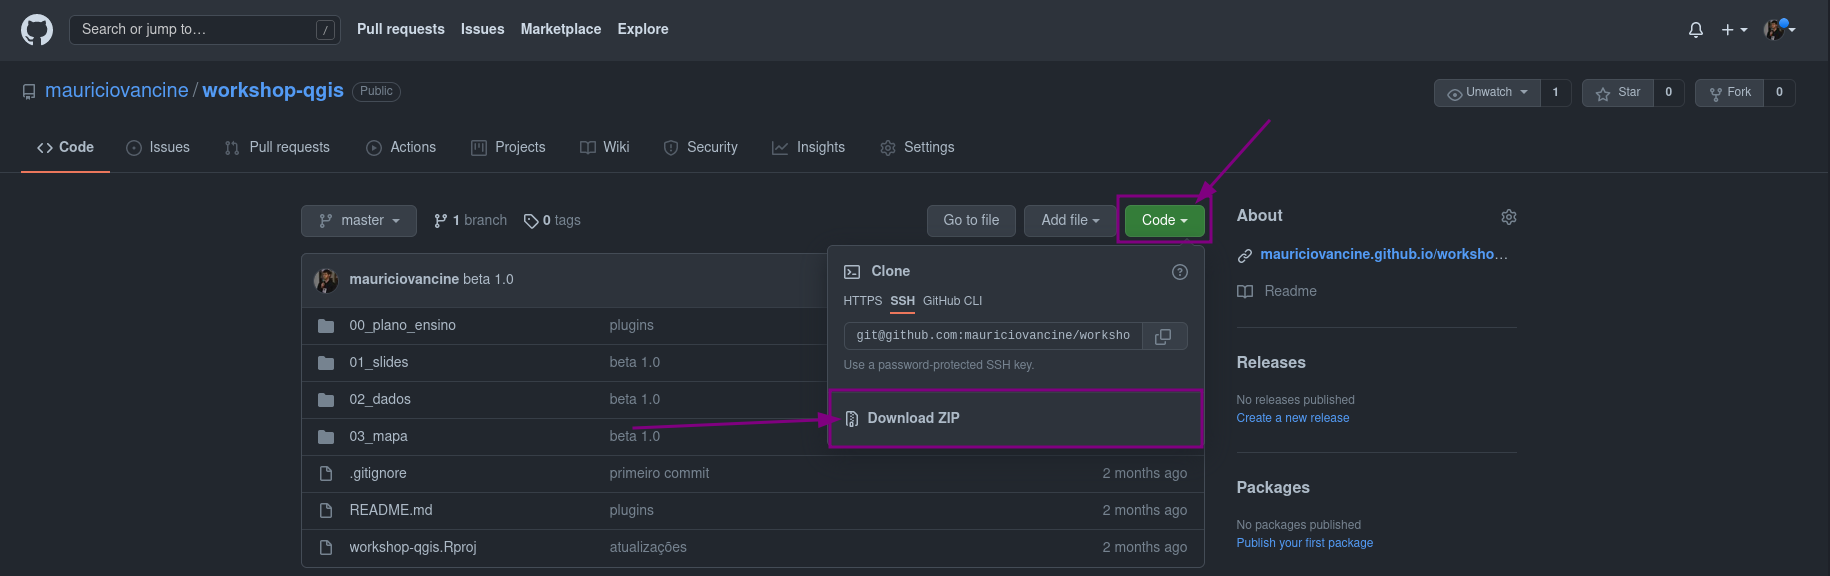 Search or jump to… /
Pull requests Issues Marketplace Explore
mauriciovancine / workshop-qgis Public
Unwatch 1 Star 0 Fork 0
Code Issues Pull requests Actions Projects Wiki Security Insights Settings
master 1 branch 0 tags
Go to file Add file Code
mauriciovancine beta 1.0
00_plano_ensino plugins
01_slides beta 1.0
02_dados beta 1.0
03_mapa beta 1.0
.gitignore primeiro commit 2 months ago
README.md plugins 2 months ago
workshop-qgis.Rproj atualizações 2 months ago
Clone
HTTPS SSH GitHub CLI
git@github.com:mauriciovancine/worksho
Use a password-protected SSH key.
Download ZIP
About
mauriciovancine.github.io/worksho…
Readme
Releases
No releases published
Create a new release
Packages
No packages published
Publish your first package